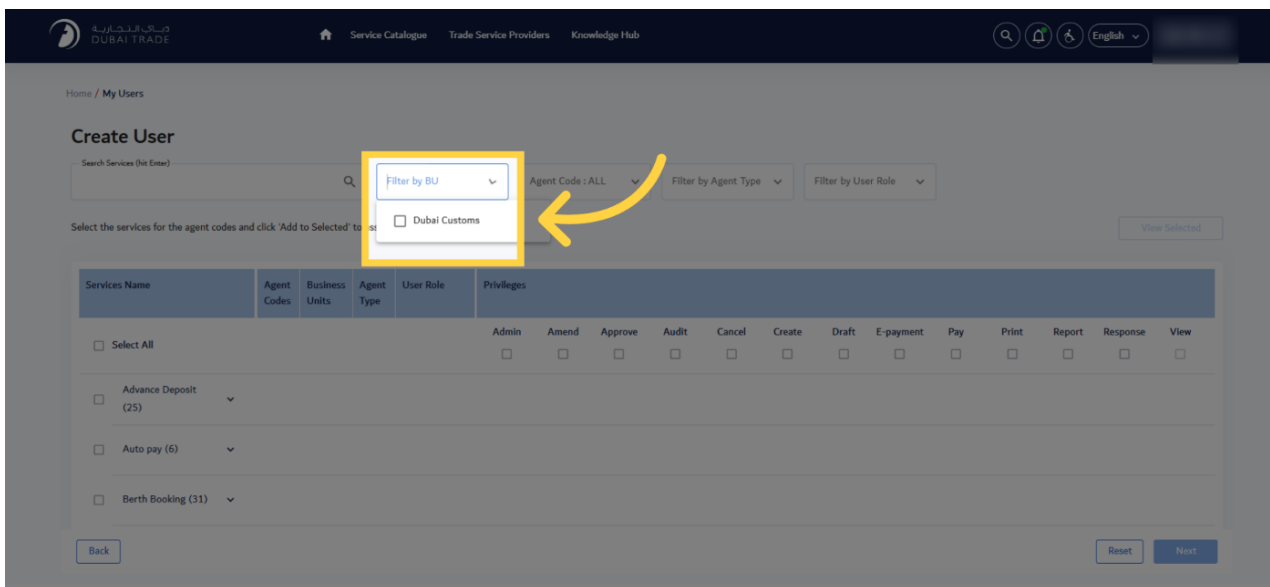 دبي التجارية
DUBAI TRADE
Service Catalogue Trade Service Providers Knowledge Hub
English
Home / My Users
Create User
Search Services (hit Enter)
Filter by BU
Agent Code : ALL
Filter by Agent Type
Filter by User Role
Dubai Customs
Select the services for the agent codes and click 'Add to Selected' to
View Selected
Services Name
Agent Codes
Business Units
Agent Type
User Role
Privileges
Select All
Admin Amend Approve Audit Cancel Create Draft E-payment Pay Print Report Response View
Advance Deposit
(25)
Auto pay (6)
Berth Booking (31)
Back
Reset
Next